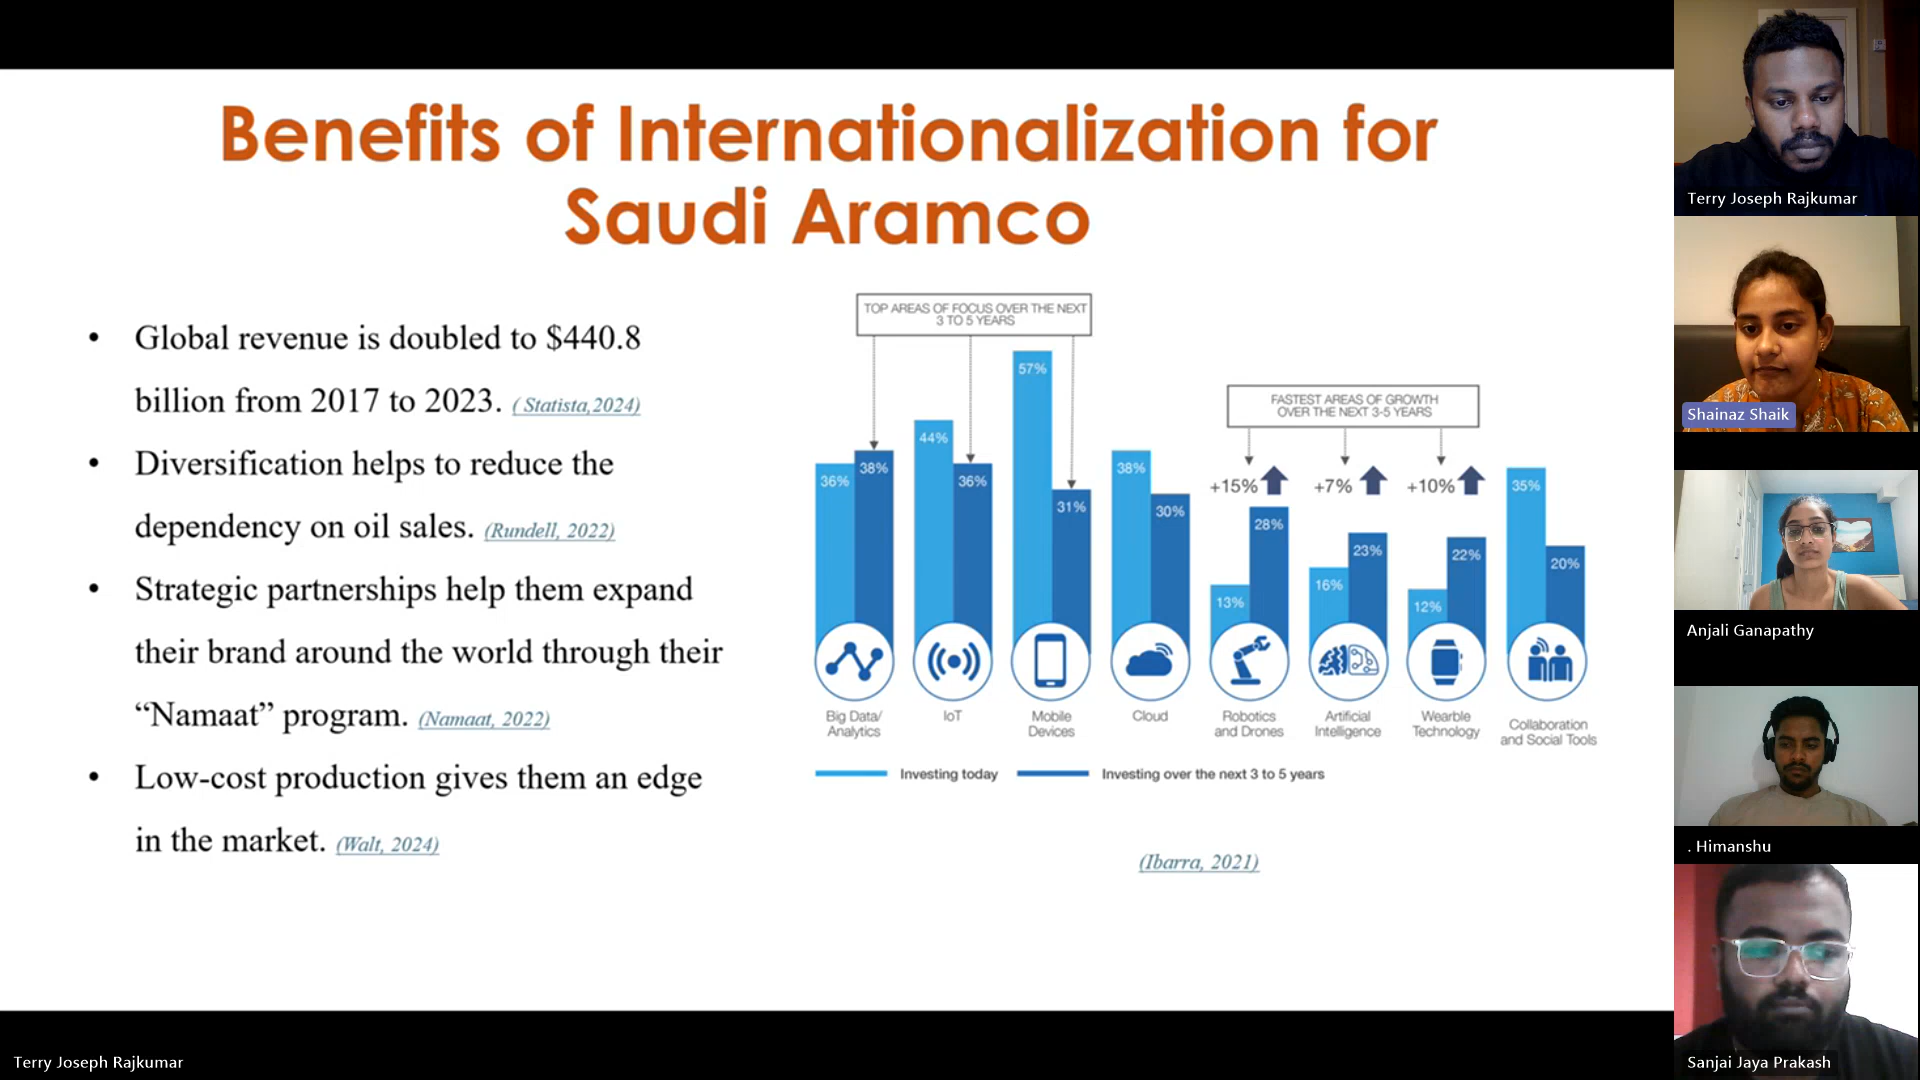 Benefits of Internationalization for
Saudi Aramco
• Global revenue is doubled to $440.8
billion from 2017 to 2023. ( Statista,2024)
• Diversification helps to reduce the
dependency on oil sales. (Rundell, 2022)
• Strategic partnerships help them expand
their brand around the world through their
“Namaat” program. (Namaat, 2022)
• Low-cost production gives them an edge
in the market. (Walt, 2024)
TOP AREAS OF FOCUS OVER THE NEXT
3 TO 5 YEARS
FASTEST AREAS OF GROWTH
OVER THE NEXT 3-5 YEARS
+15% +7% +10%
36% 38%
44% 36%
57% 31%
38% 30%
13% 28%
16% 23%
12% 22%
35% 20%
Big Data/
Analytics
IoT
Mobile
Devices
Cloud
Robotics
and Drones
Artificial
Intelligence
Wearble
Technology
Collaboration
and Social Tools
Investing today
Investing over the next 3 to 5 years
(Ibarra, 2021)
Terry Joseph Rajkumar
Terry Joseph Rajkumar
Shainaz Shaik
Anjali Ganapathy
. Himanshu
Sanjai Jaya Prakash